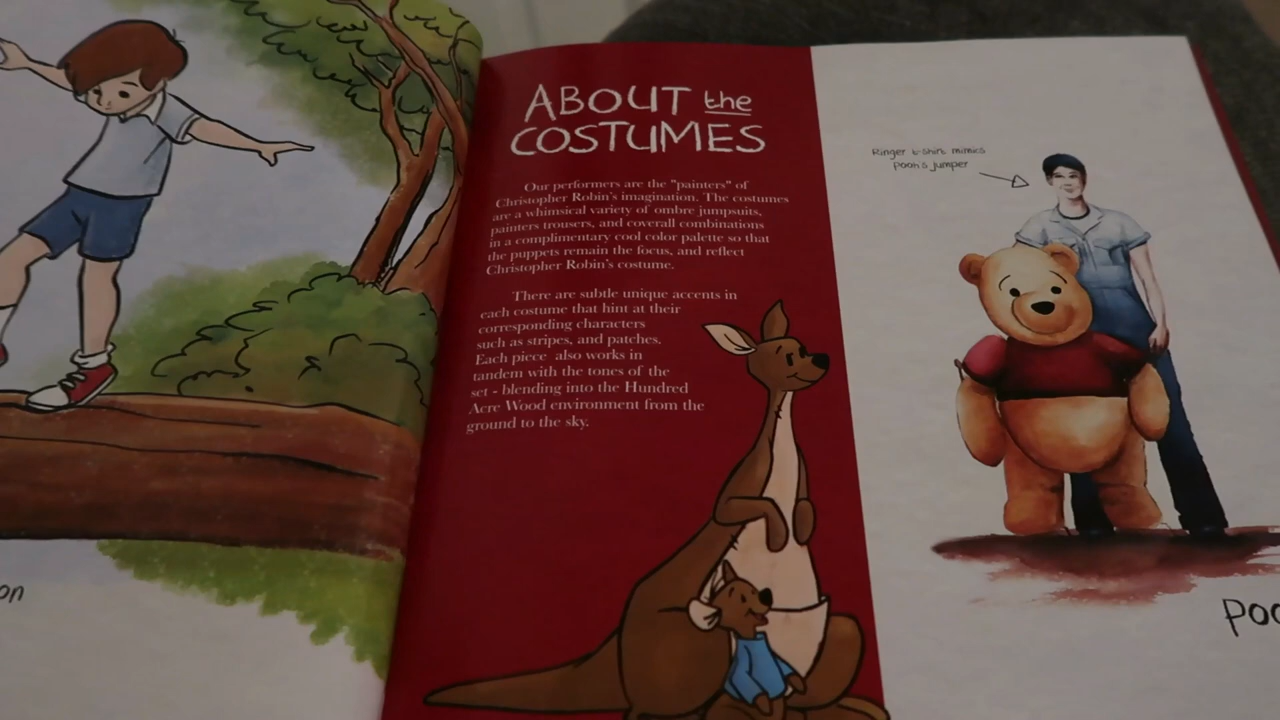 on
ABOUT the
COSTUMES
Our performers are the "painters" of
Christopher Robin's imagination. The costumes
are a whimsical variety of ombre jumpsuits,
painters trousers, and coverall combinations
in a complimentary cool color palette so that
the puppets remain the focus, and reflect
Christopher Robin's costume.
There are subtle unique accents in
each costume that hint at their
corresponding characters
such as stripes, and patches.
Each piece also works in
tandem with the tones of the
set - blending into the Hundred
Acre Wood environment from the
ground to the sky.
Ringer t-shirt mimics
Pooh's jumper
Poo